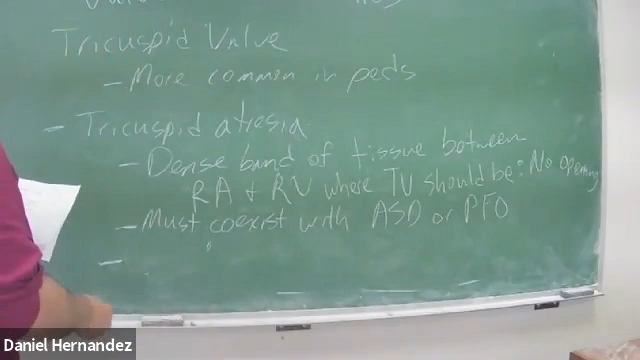 Tricuspid Valve
- More common in peds
- Tricuspid atresia
- Dense band of tissue between
RA + RV where TV should be: No opening
- Must coexist with ASD or PFO
-
Daniel Hernandez